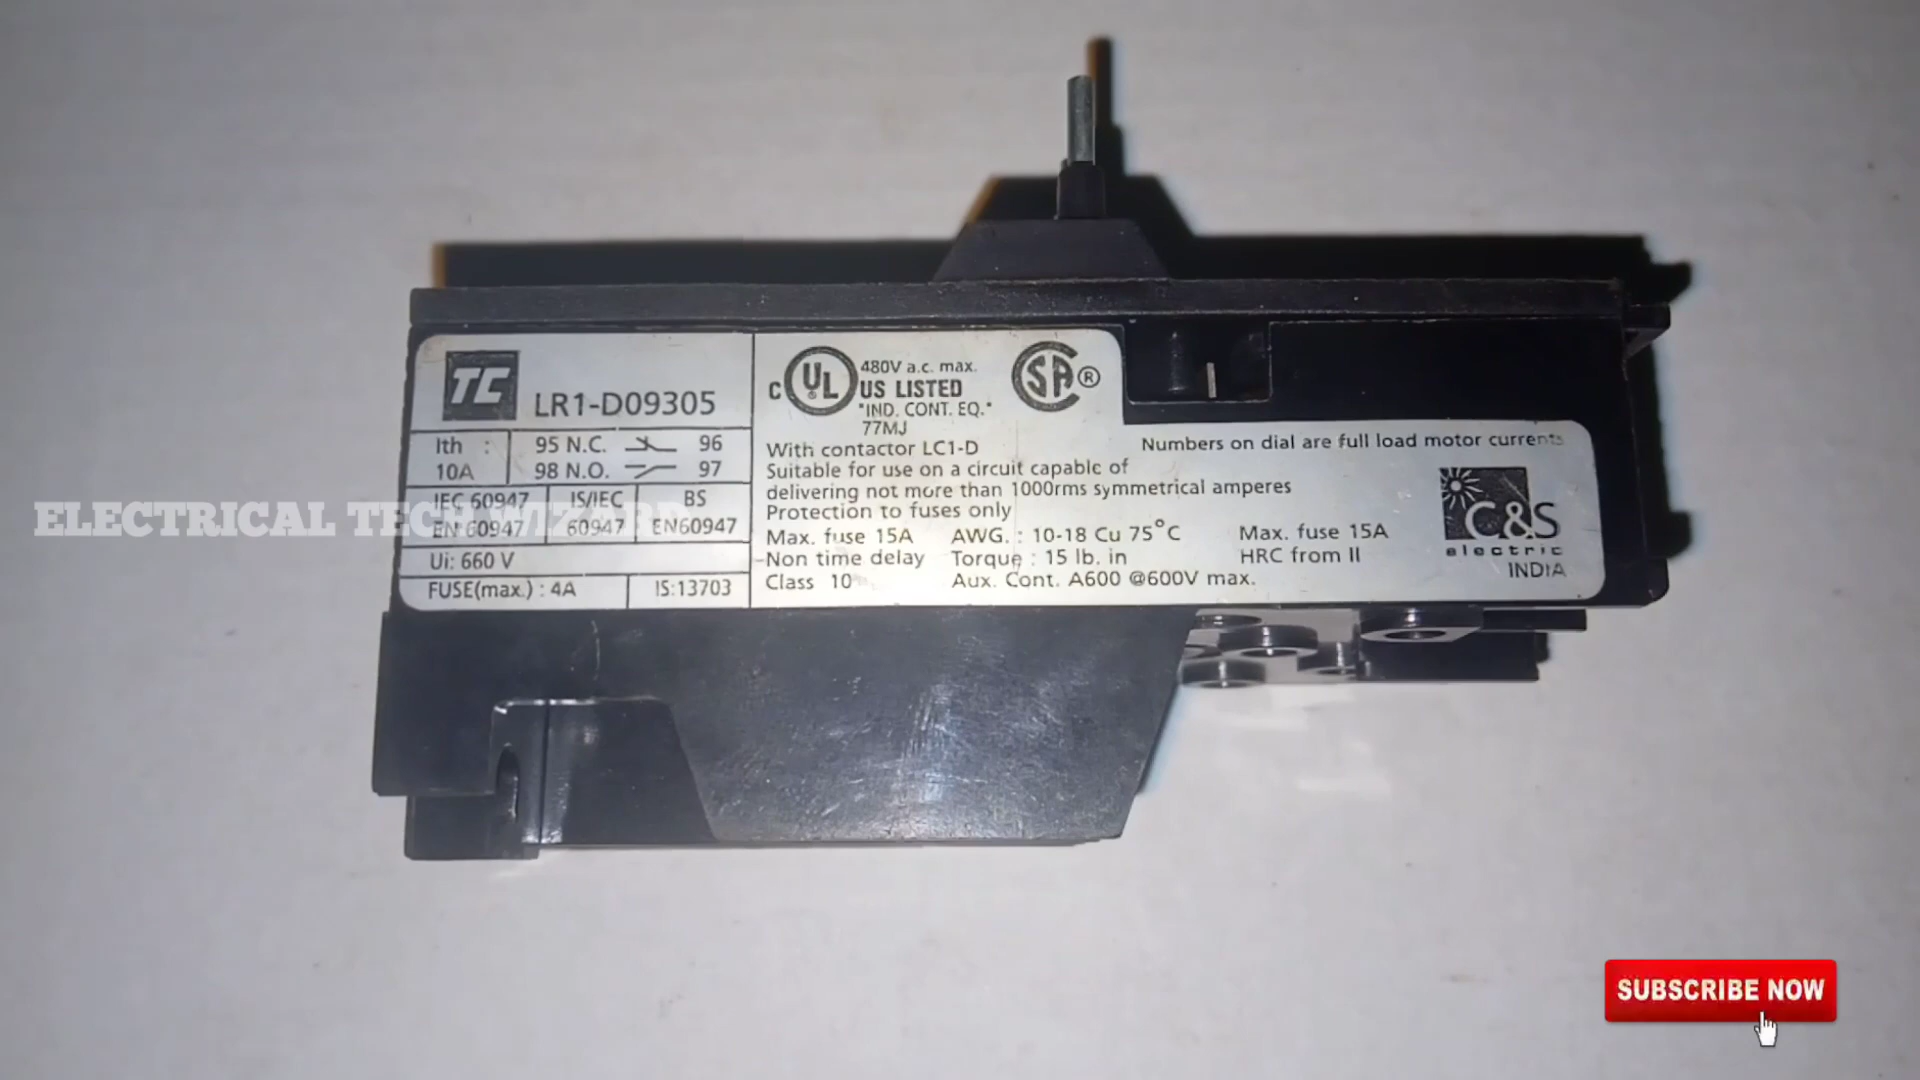 TC LR1-D09305
Ith : 95 N.C. 96
10A 98 N.O. 97
IEC 60947 IS/IEC BS
EN 60947 60947 EN60947
Ui: 660 V
FUSE(max.) : 4A IS:13703
C UL US LISTED
480V a.c. max.
"IND. CONT. EQ."
77MJ
SA ®
With contactor LC1-D
Suitable for use on a circuit capable of
delivering not more than 1000rms symmetrical amperes
Protection to fuses only
Max. fuse 15A AWG. : 10-18 Cu 75°C Max. fuse 15A
Non time delay Torque : 15 lb. in HRC from II
Class 10 Aux. Cont. A600 @600V max.
Numbers on dial are full load motor currents
C&S
electric
INDIA
ELECTRICAL TECH WIZARD
SUBSCRIBE NOW